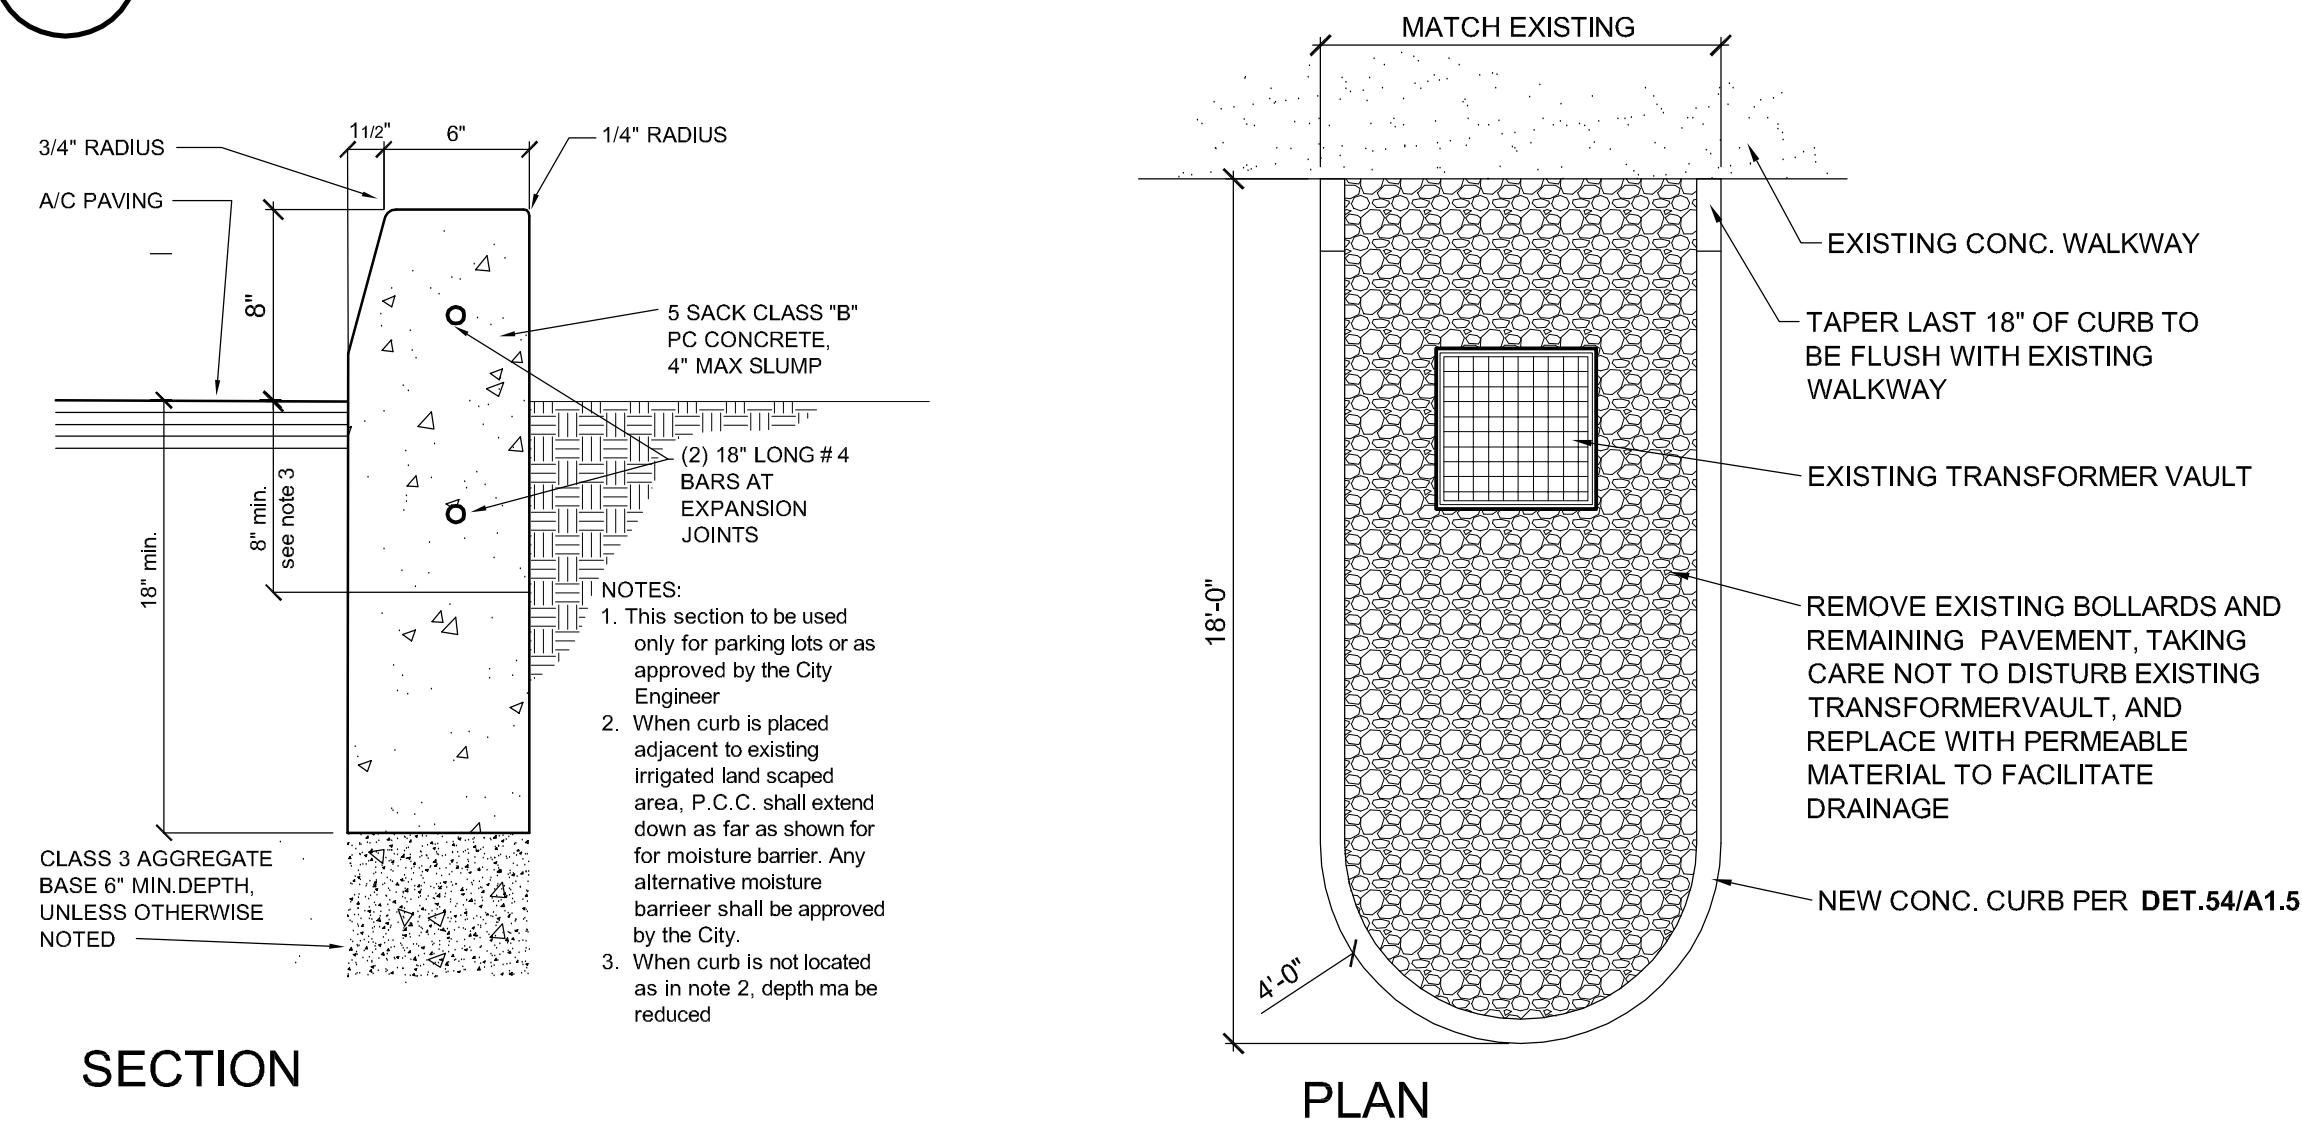 3/4" RADIUS
A/C PAVING
1 1/2"
6"
1/4" RADIUS
8"
5 SACK CLASS "B"
PC CONCRETE,
4" MAX SLUMP
(2) 18" LONG # 4
BARS AT
EXPANSION
JOINTS
8" min.
see note 3
18" min.
CLASS 3 AGGREGATE
BASE 6" MIN.DEPTH,
UNLESS OTHERWISE
NOTED
NOTES:
1. This section to be used
only for parking lots or as
approved by the City
Engineer
2. When curb is placed
adjacent to existing
irrigated land scaped
area, P.C.C. shall extend
down as far as shown for
for moisture barrier. Any
alternative moisture
barrieer shall be approved
by the City.
3. When curb is not located
as in note 2, depth ma be
reduced
SECTION
MATCH EXISTING
EXISTING CONC. WALKWAY
TAPER LAST 18" OF CURB TO
BE FLUSH WITH EXISTING
WALKWAY
EXISTING TRANSFORMER VAULT
18'-0"
REMOVE EXISTING BOLLARDS AND
REMAINING PAVEMENT, TAKING
CARE NOT TO DISTURB EXISTING
TRANSFORMERVAULT, AND
REPLACE WITH PERMEABLE
MATERIAL TO FACILITATE
DRAINAGE
NEW CONC. CURB PER DET.54/A1.5
4'-0"
PLAN